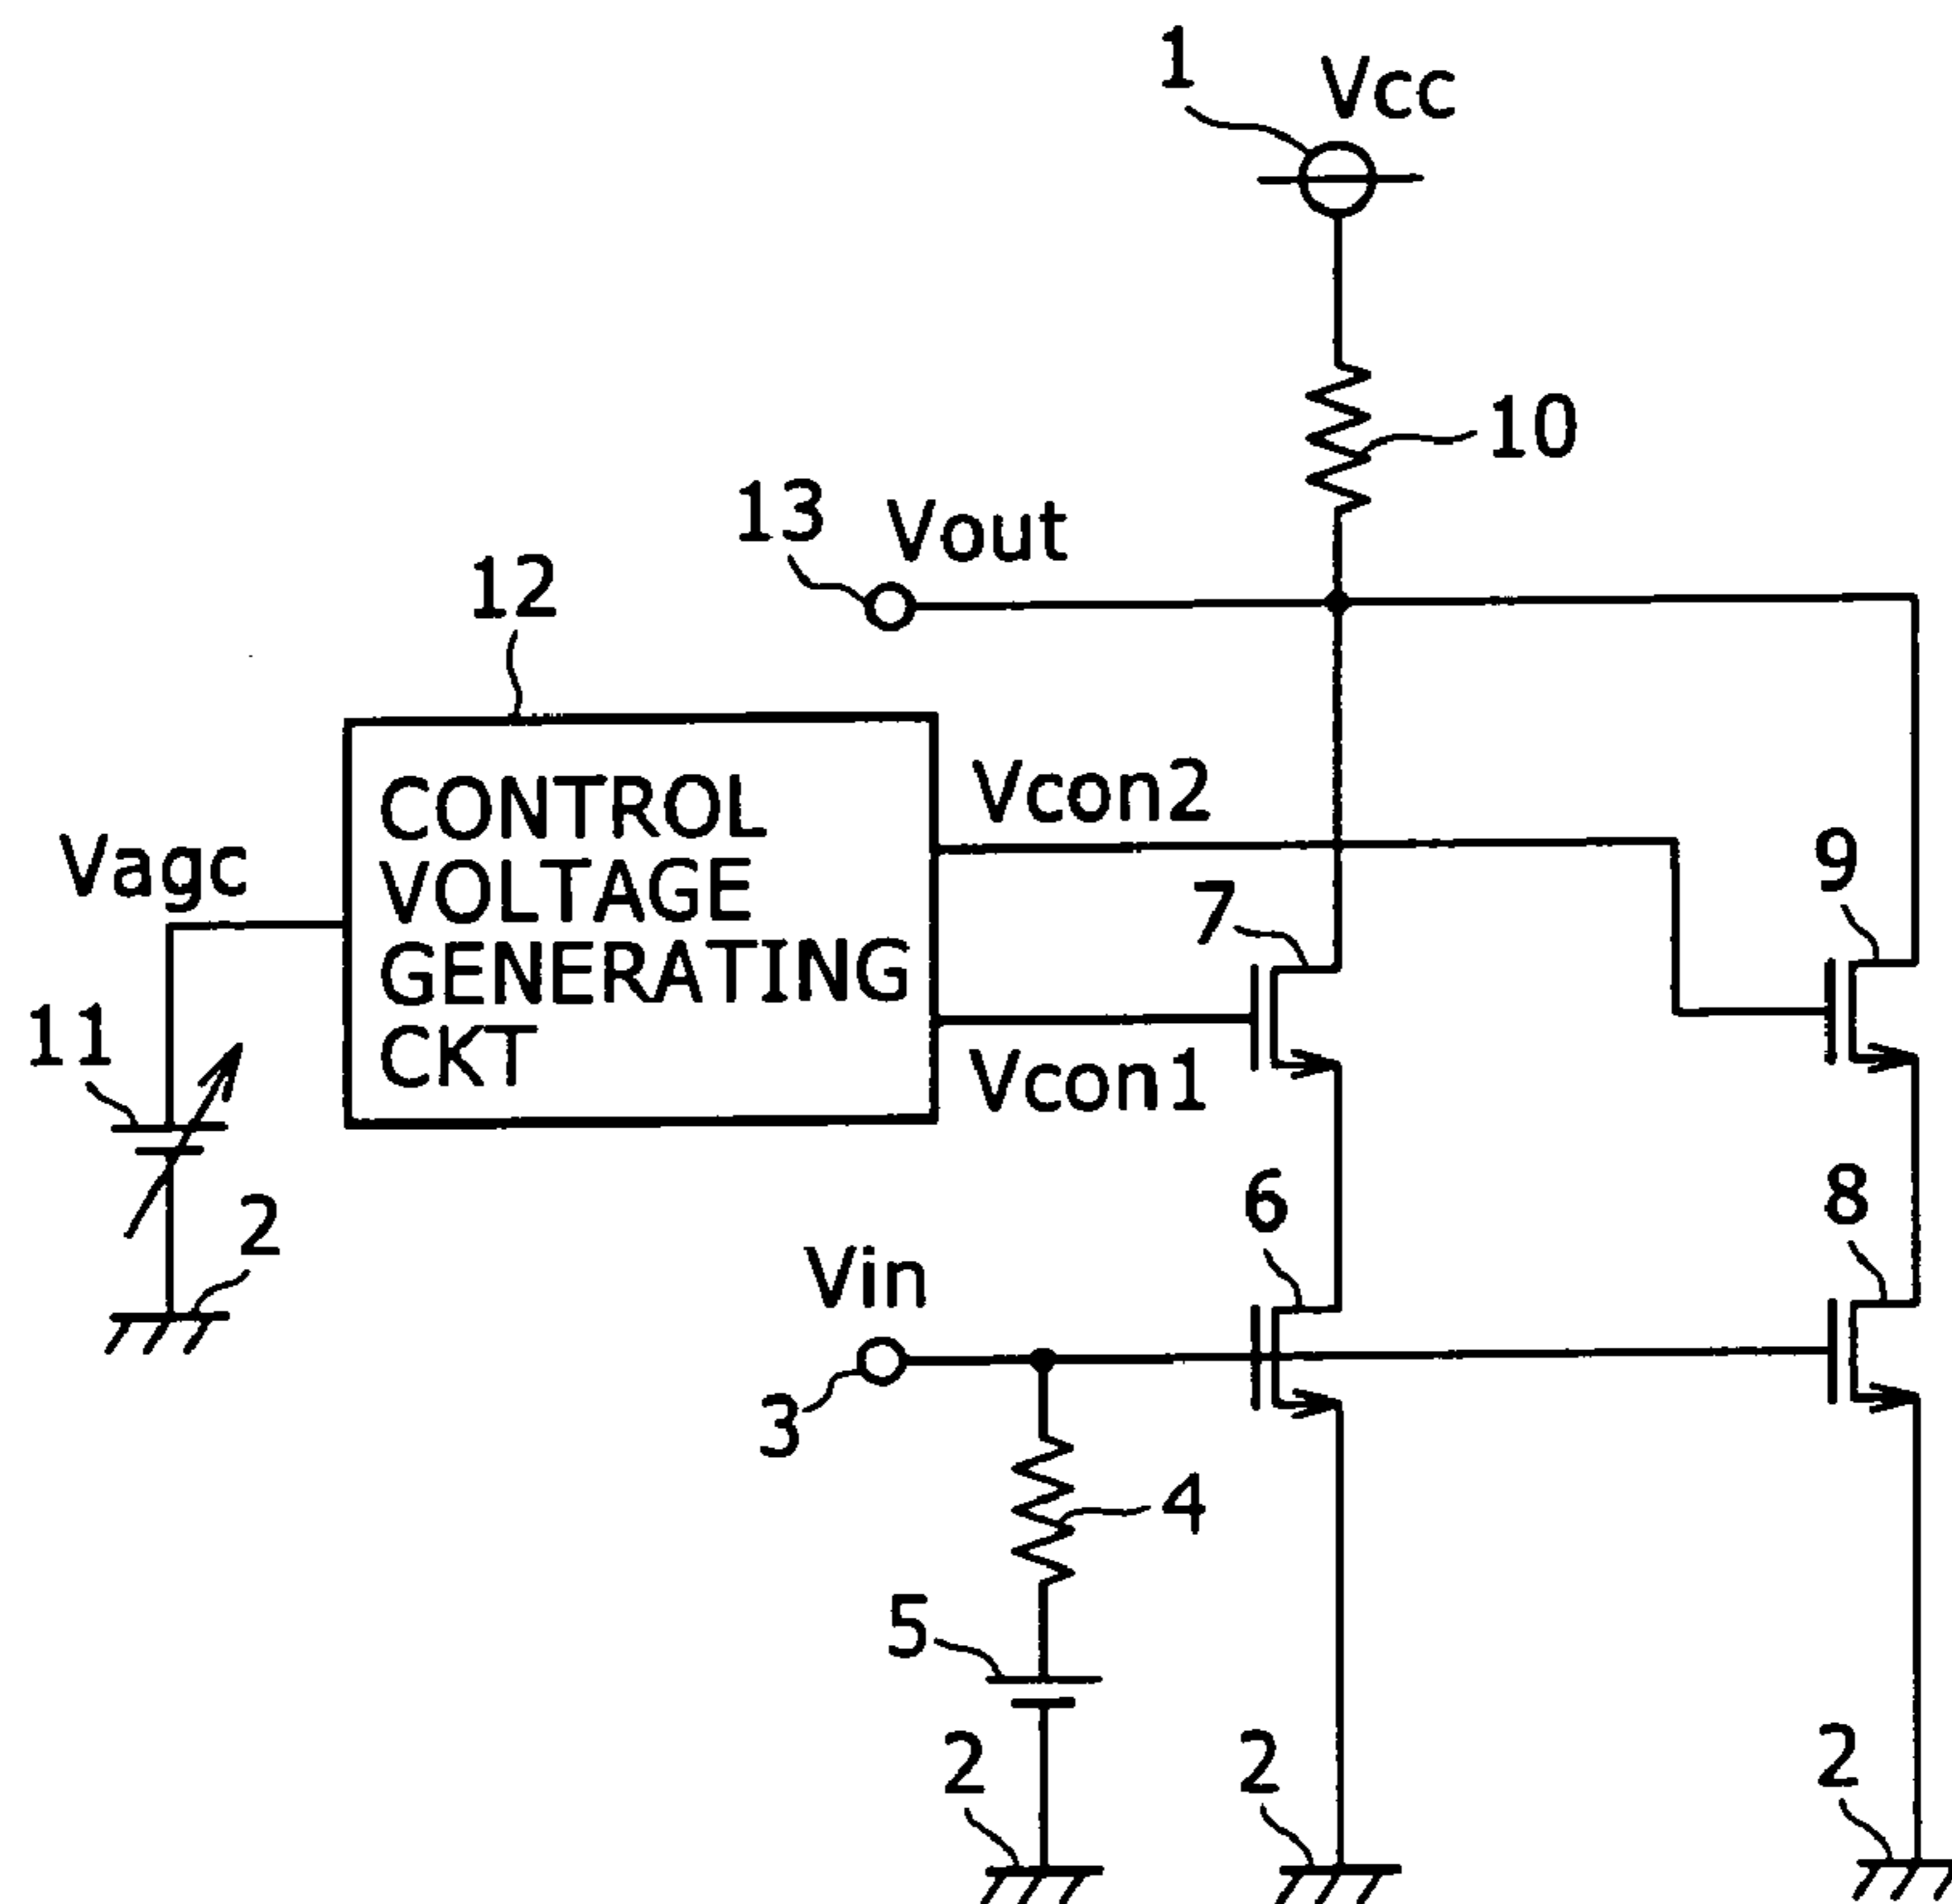 1
Vcc
10
13
Vout
12
CONTROL
VOLTAGE
GENERATING
CKT
Vcon2
Vcon1
Vagc
11
2
7
9
6
8
Vin
3
4
5
2
2
2